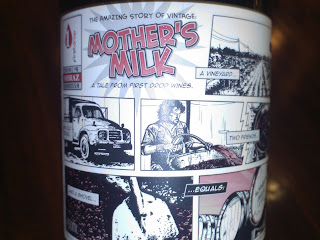 THE AMAZING STORY OF VINTAGE.
MOTHER'S
MILK
A TALE FROM FIRST DROP WINES.
A VINEYARD...
TWO FRIENDS...
...EQUALS: